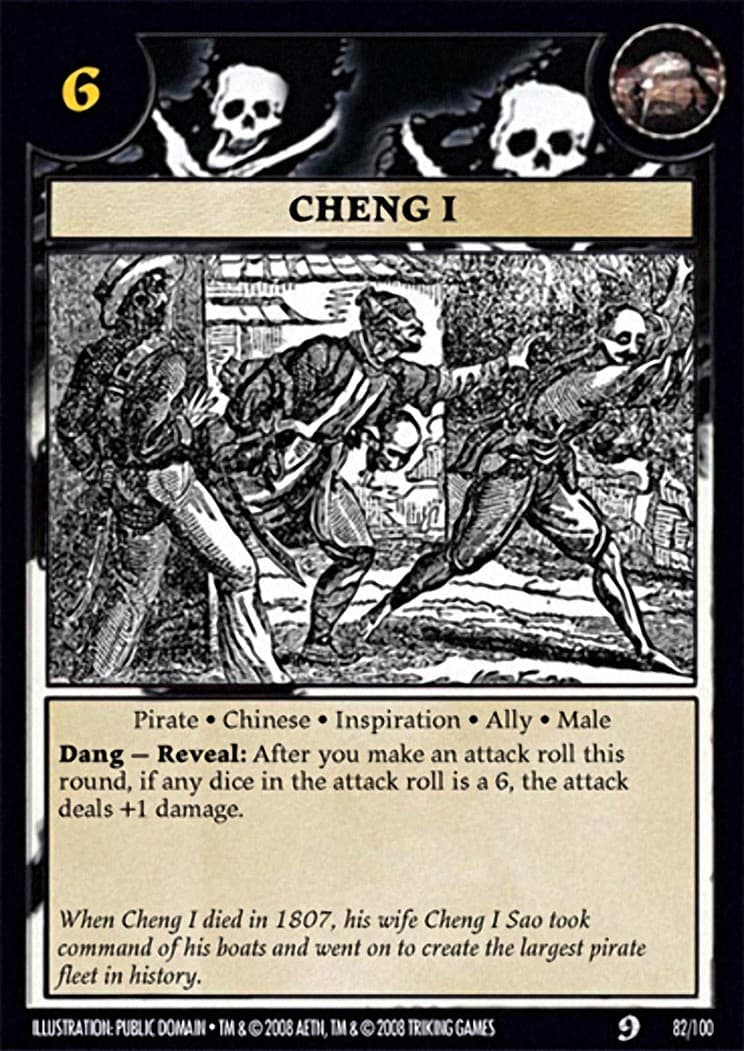 6
CHENG I
Pirate • Chinese • Inspiration • Ally • Male
Dang – Reveal: After you make an attack roll this
round, if any dice in the attack roll is a 6, the attack
deals +1 damage.
When Cheng I died in 1807, his wife Cheng I Sao took
command of his boats and went on to create the largest pirate
fleet in history.
ILLUSTRATION: PUBLIC DOMAIN • TM & © 2008 AETH, TM & © 2008 TRIKING GAMES
9
82/100